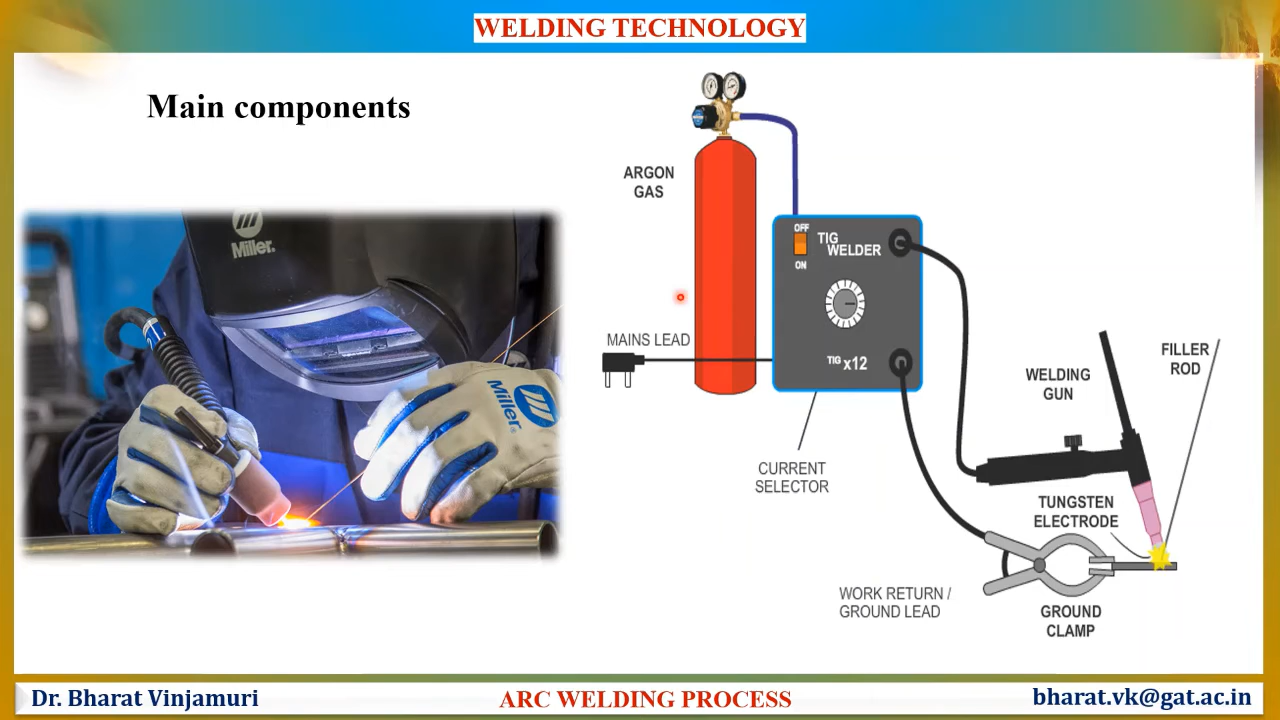 WELDING TECHNOLOGY
Main components
Miller.
Miller
ARGON
GAS
OFF
TIG
WELDER
ON
MAINS LEAD
TIG x12
CURRENT
SELECTOR
WELDING
GUN
FILLER
ROD
TUNGSTEN
ELECTRODE
WORK RETURN /
GROUND LEAD
GROUND
CLAMP
Dr. Bharat Vinjamuri
ARC WELDING PROCESS
bharat.vk@gat.ac.in